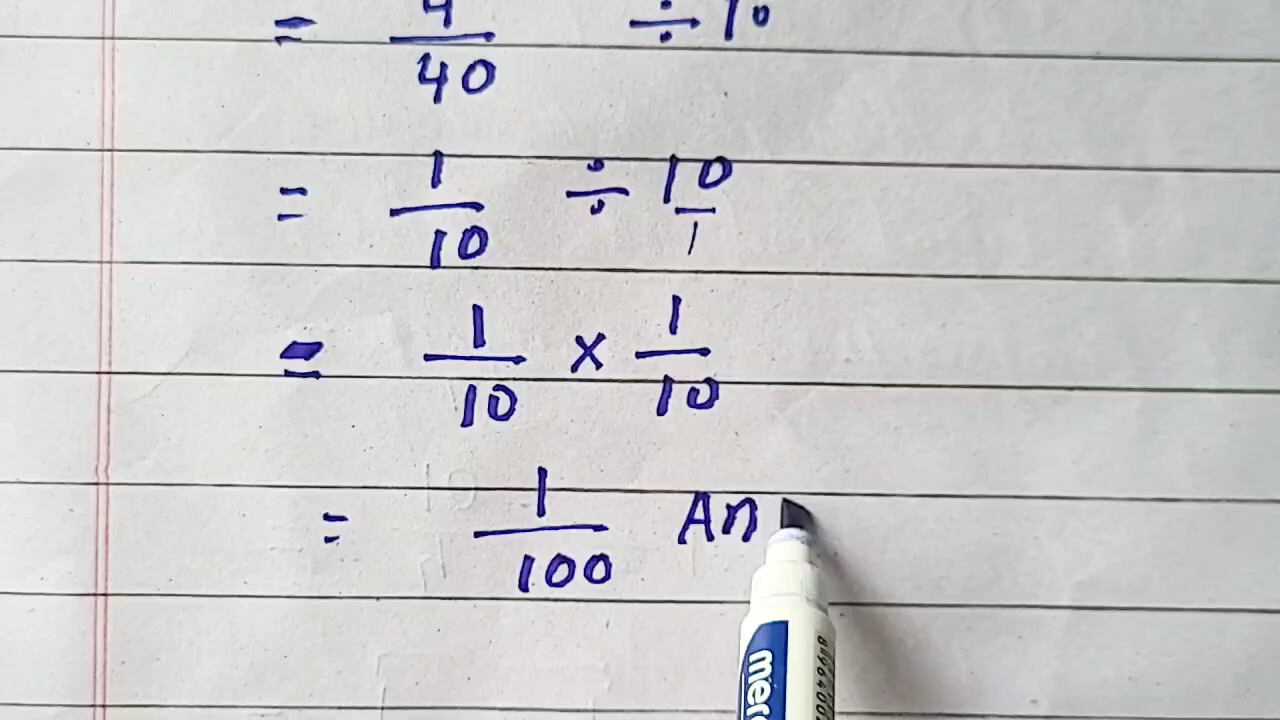 = 4/40 ÷ 10
= 1/10 ÷ 10/1
= 1/10 × 1/10
= 1/100 An